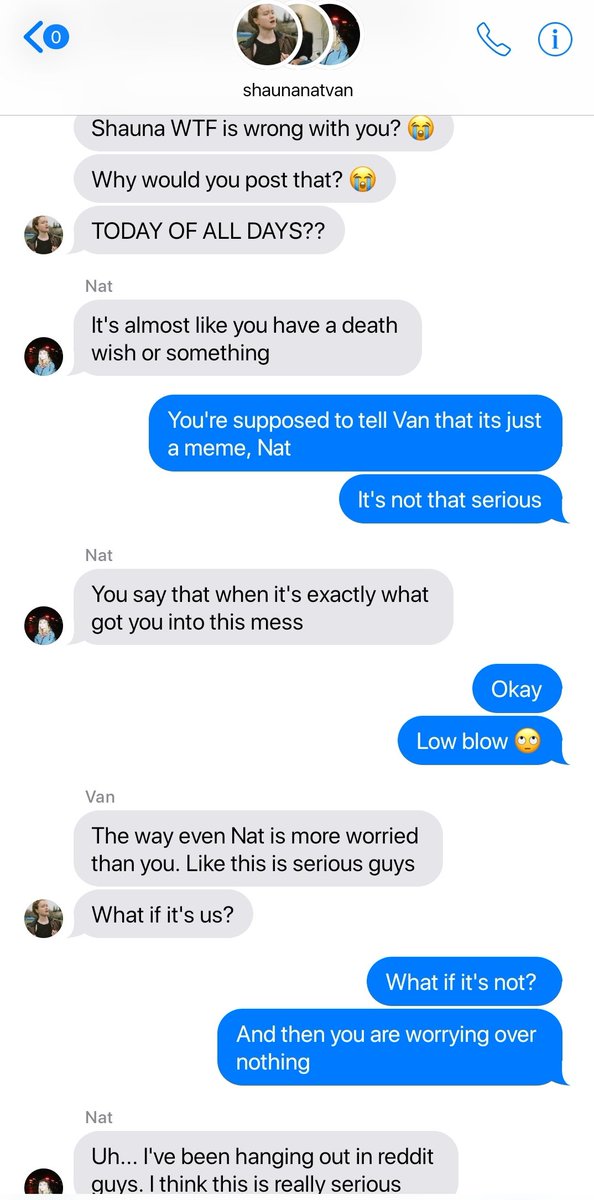 0
shaunanatvan
Shauna WTF is wrong with you? 😭
Why would you post that? 😭
TODAY OF ALL DAYS??
Nat
It's almost like you have a death
wish or something
You're supposed to tell Van that its just
a meme, Nat
It's not that serious
Nat
You say that when it's exactly what
got you into this mess
Okay
Low blow 🙄
Van
The way even Nat is more worried
than you. Like this is serious guys
What if it's us?
What if it's not?
And then you are worrying over
nothing
Nat
Uh... I've been hanging out in reddit
guys. I think this is really serious